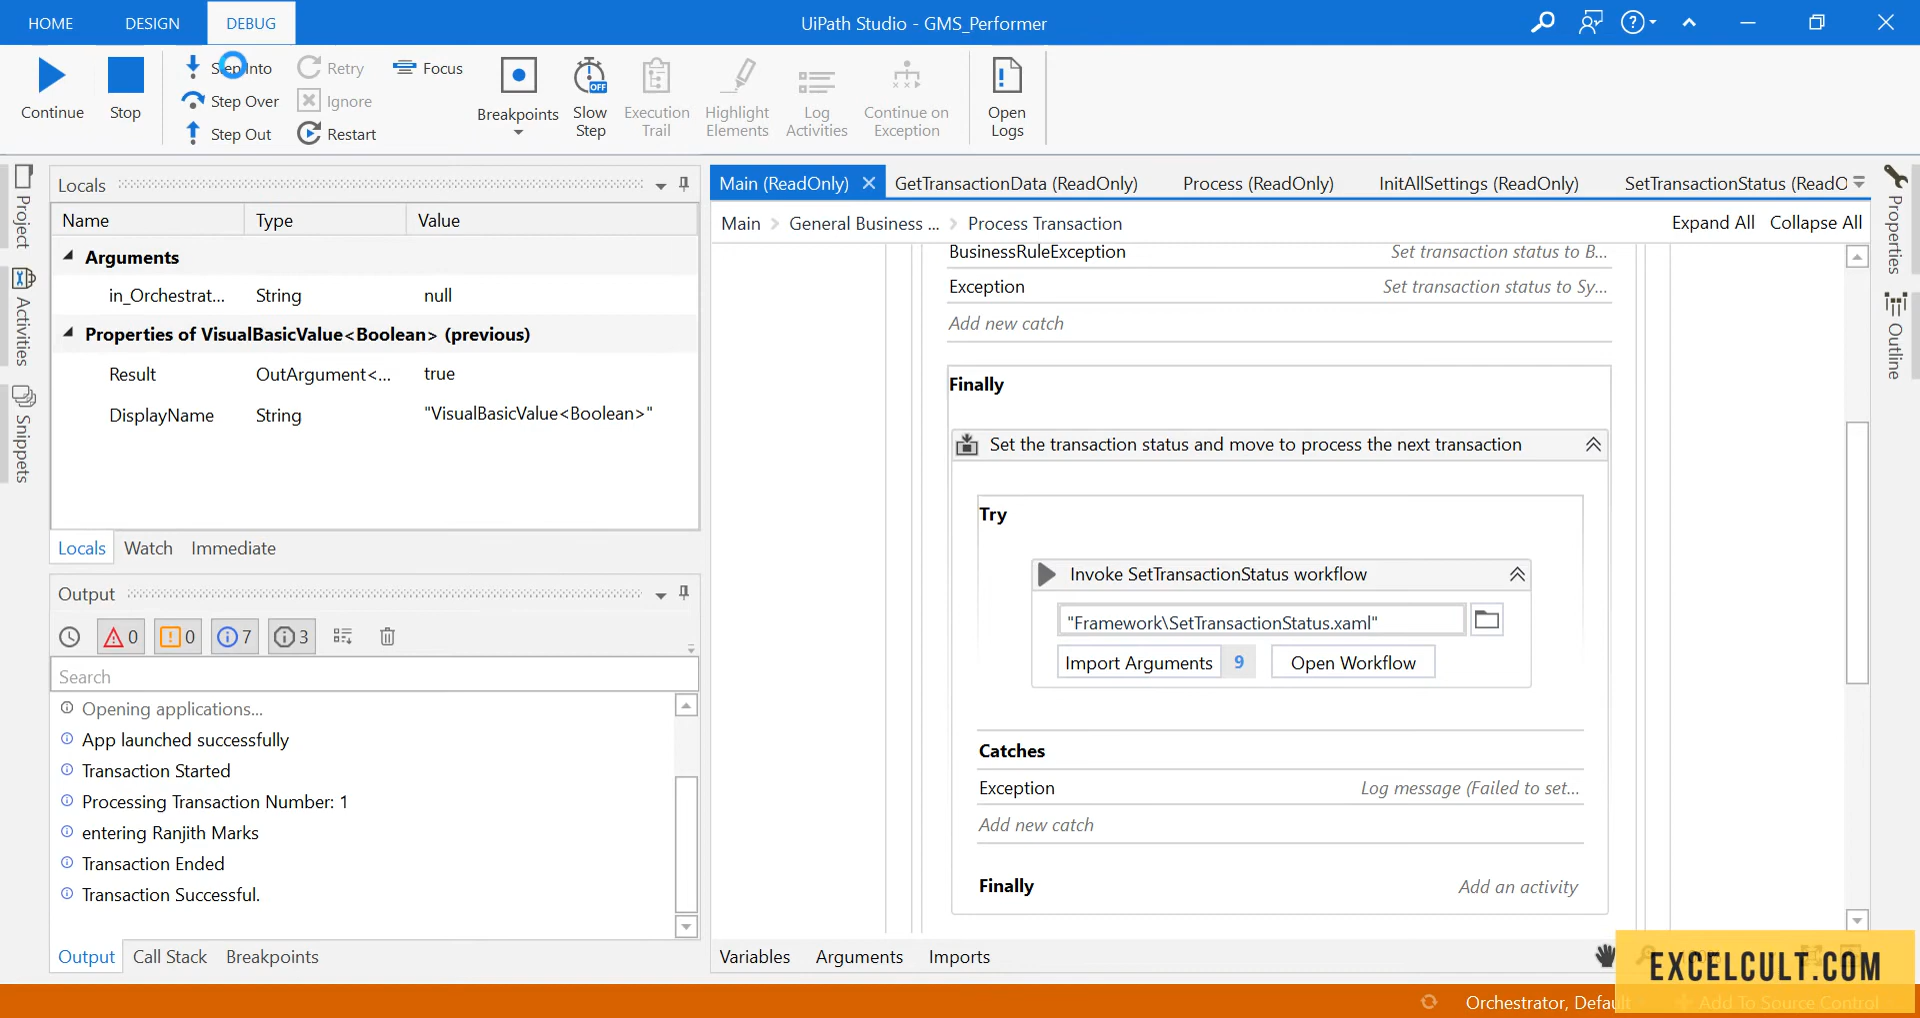 HOME DESIGN DEBUG UiPath Studio - GMS_Performer
Continue
Stop
Step Into
Step Over
Step Out
Retry
Ignore
Restart
Focus
Breakpoints
Slow
Step
Execution
Trail
Highlight
Elements
Log
Activities
Continue on
Exception
Open
Logs
Project
Activities
Snippets
Locals
Name Type Value
Arguments
in_Orchestrat... String null
Properties of VisualBasicValue<Boolean> (previous)
Result OutArgument<... true
DisplayName String "VisualBasicValue<Boolean>"
Locals Watch Immediate
Output
0 0 7 3
Search
Opening applications...
App launched successfully
Transaction Started
Processing Transaction Number: 1
entering Ranjith Marks
Transaction Ended
Transaction Successful.
Output Call Stack Breakpoints
Main (ReadOnly) GetTransactionData (ReadOnly) Process (ReadOnly) InitAllSettings (ReadOnly) SetTransactionStatus (ReadO
Main > General Business ... > Process Transaction Expand All Collapse All
BusinessRuleException Set transaction status to B...
Exception Set transaction status to Sy...
Add new catch
Finally
Set the transaction status and move to process the next transaction
Try
Invoke SetTransactionStatus workflow
"Framework\SetTransactionStatus.xaml"
Import Arguments 9 Open Workflow
Catches
Exception Log message (Failed to set...
Add new catch
Finally Add an activity
Variables Arguments Imports
Properties
Outline
EXCELCULT.COM
Orchestrator, Default
Add To Source Control